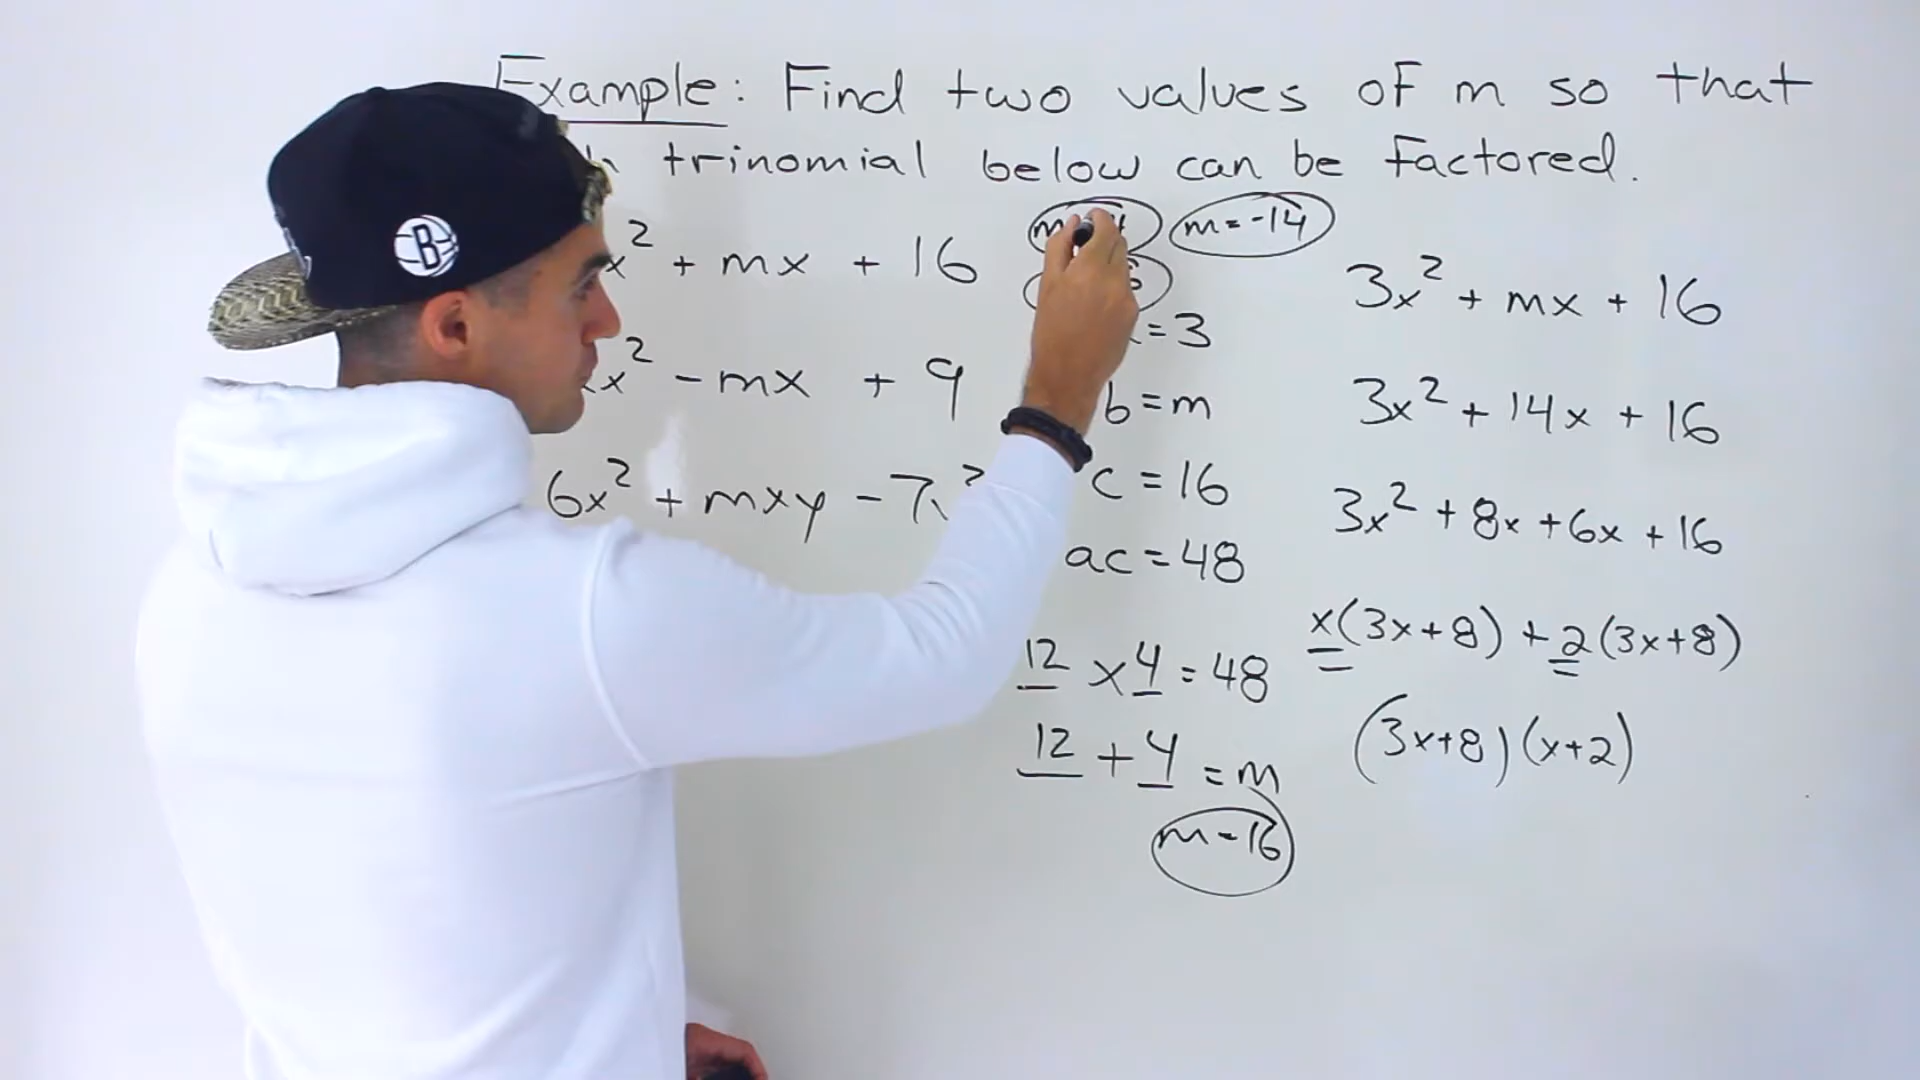 Example: Find two values of m so that
trinomial below can be factored.
m = -14
x² + mx + 16
x² - mx + 9
6x² + mxy - 7
= 3
b = m
c = 16
ac = 48
12 x 4 = 48
12 + 4 = m
m = 16
3x² + mx + 16
3x² + 14x + 16
3x² + 8x + 6x + 16
x(3x+8) + 2(3x+8)
(3x+8)(x+2)
B